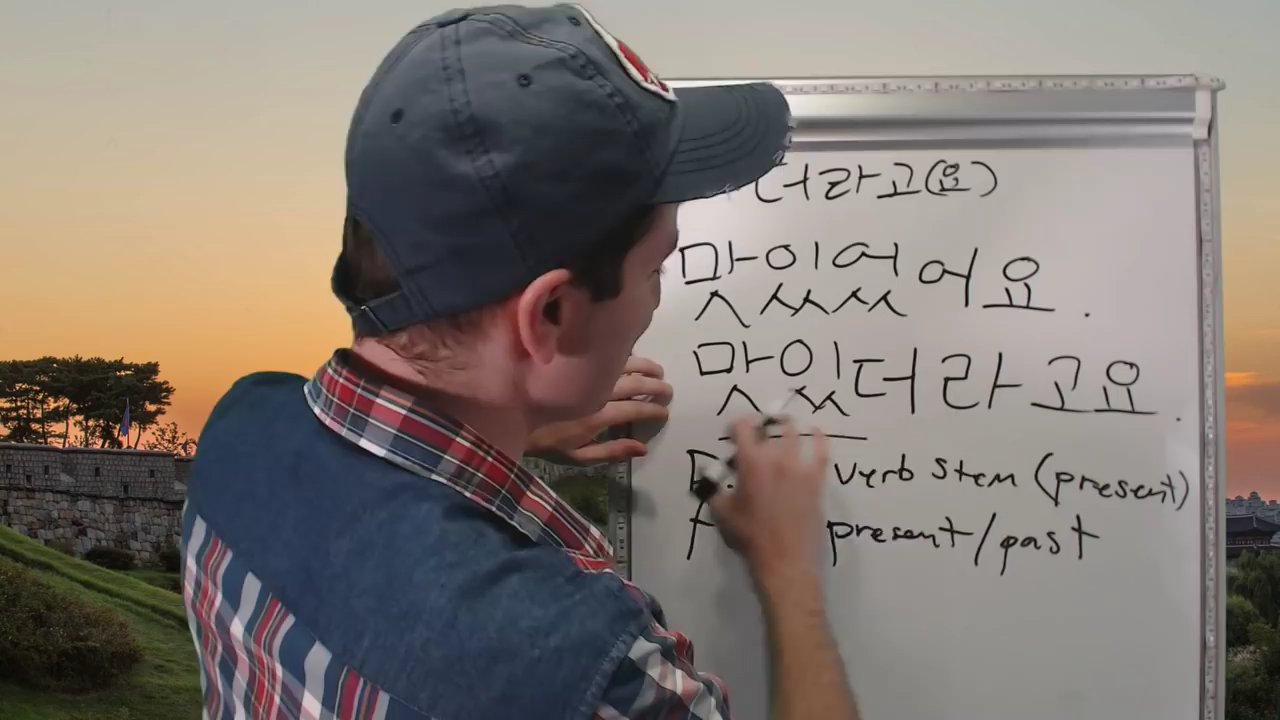 더라고(요)
맛있었어요.
맛있더라고요.
verb stem (present)
present/past